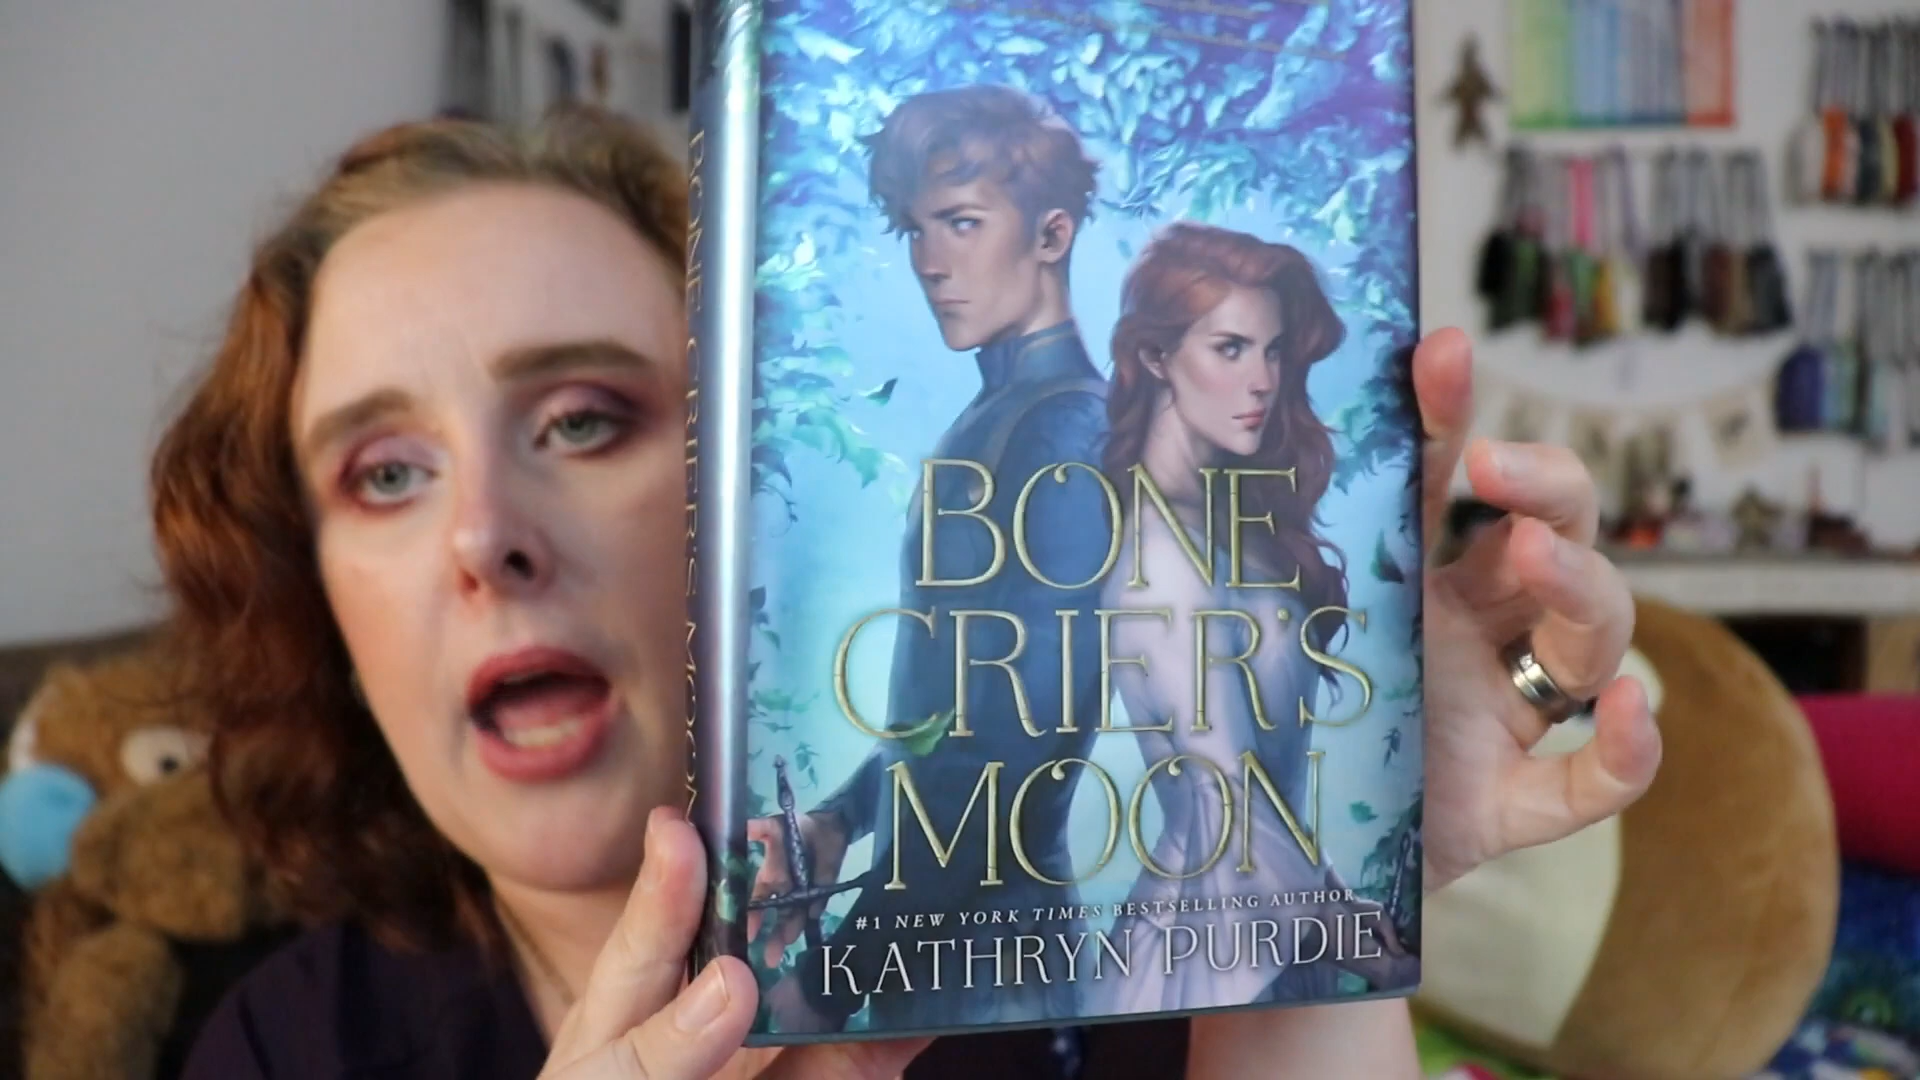 BONE CRIER'S MOON
BONE
CRIER'S
MOON
#1 NEW YORK TIMES BESTSELLING AUTHOR
KATHRYN PURDIE